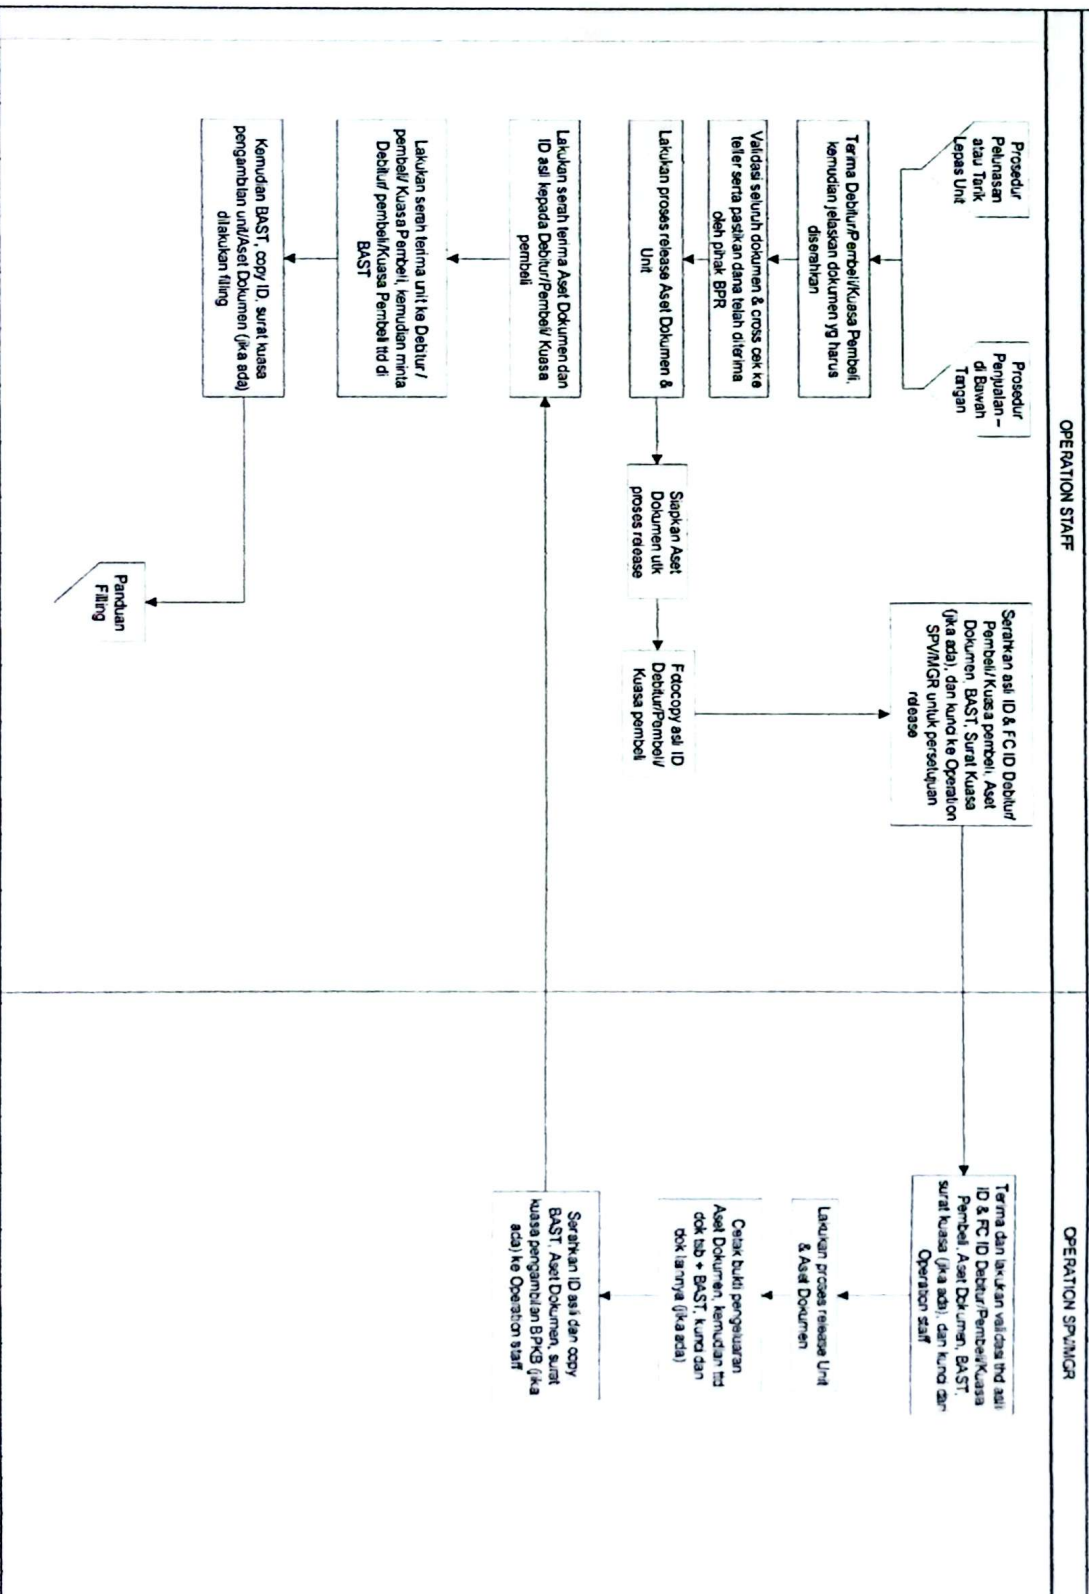 OPERATION STAFF
Prosedur
Pelunasan
atau Tarik
Lepas Unit
Prosedur
Penjualan –
di Bawah
Tangan
Terima Debitur/Pembeli/Kuasa Pembeli,
kemudian jelaskan dokumen yg harus
diserahkan
Validasi seluruh dokumen & cross cek ke
teller serta pastikan dana telah diterima
oleh pihak BPR
Lakukan proses release Aset Dokumen &
Unit
Siapkan Aset
Dokumen utk
proses release
Fotocopy asli ID
Debitur/Pembeli/
Kuasa pembeli
Serahkan asli ID & FC ID Debitur/
Pembeli/Kuasa pembeli, Aset
Dokumen, BAST, Surat Kuasa
(jika ada), dan kunci ke Operation
SPV/MGR untuk persetujuan
release
Lakukan serah terima Aset Dokumen dan
ID asli kepada Debitur/Pembeli/ Kuasa
pembeli
Lakukan serah terima unit ke Debitur/
pembeli/ Kuasa Pembeli, kemudian minta
Debitur/ pembeli/Kuasa Pembeli ttd di
BAST
Kemudian BAST, copy ID, surat kuasa
pengambilan unit/Aset Dokumen (jika ada)
dilakukan filling
Panduan
Filling
OPERATION SPV/MGR
Terima dan lakukan validasi thd asli
ID & FC ID Debitur/Pembeli/Kuasa
Pembeli, Aset Dokumen, BAST,
surat kuasa (jika ada), dan kunci dari
Operation staff
Lakukan proses release Unit
& Aset Dokumen
Cetak bukti pengeluaran
Aset Dokumen, kemudian ttd
dok tsb + BAST, kunci dan
dok lainnya (jika ada)
Serahkan ID asli dan copy
BAST, Aset Dokumen, surat
kuasa pengambilan BPKB (jika
ada) ke Operation staff